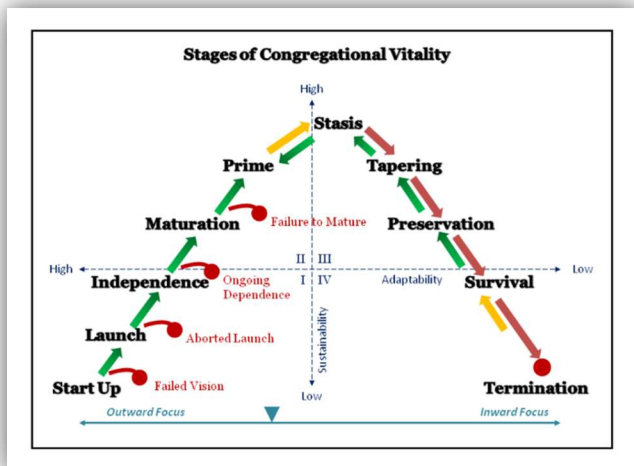 Stages of Congregational Vitality
High
Stasis
Prime
Tapering
Maturation
Failure to Mature
Preservation
II III
High
Low
Independence
Ongoing
Dependence
I IV
Adaptability
Survival
Sustainability
Launch
Aborted Launch
Start Up
Failed Vision
Low
Termination
Outward Focus
Inward Focus